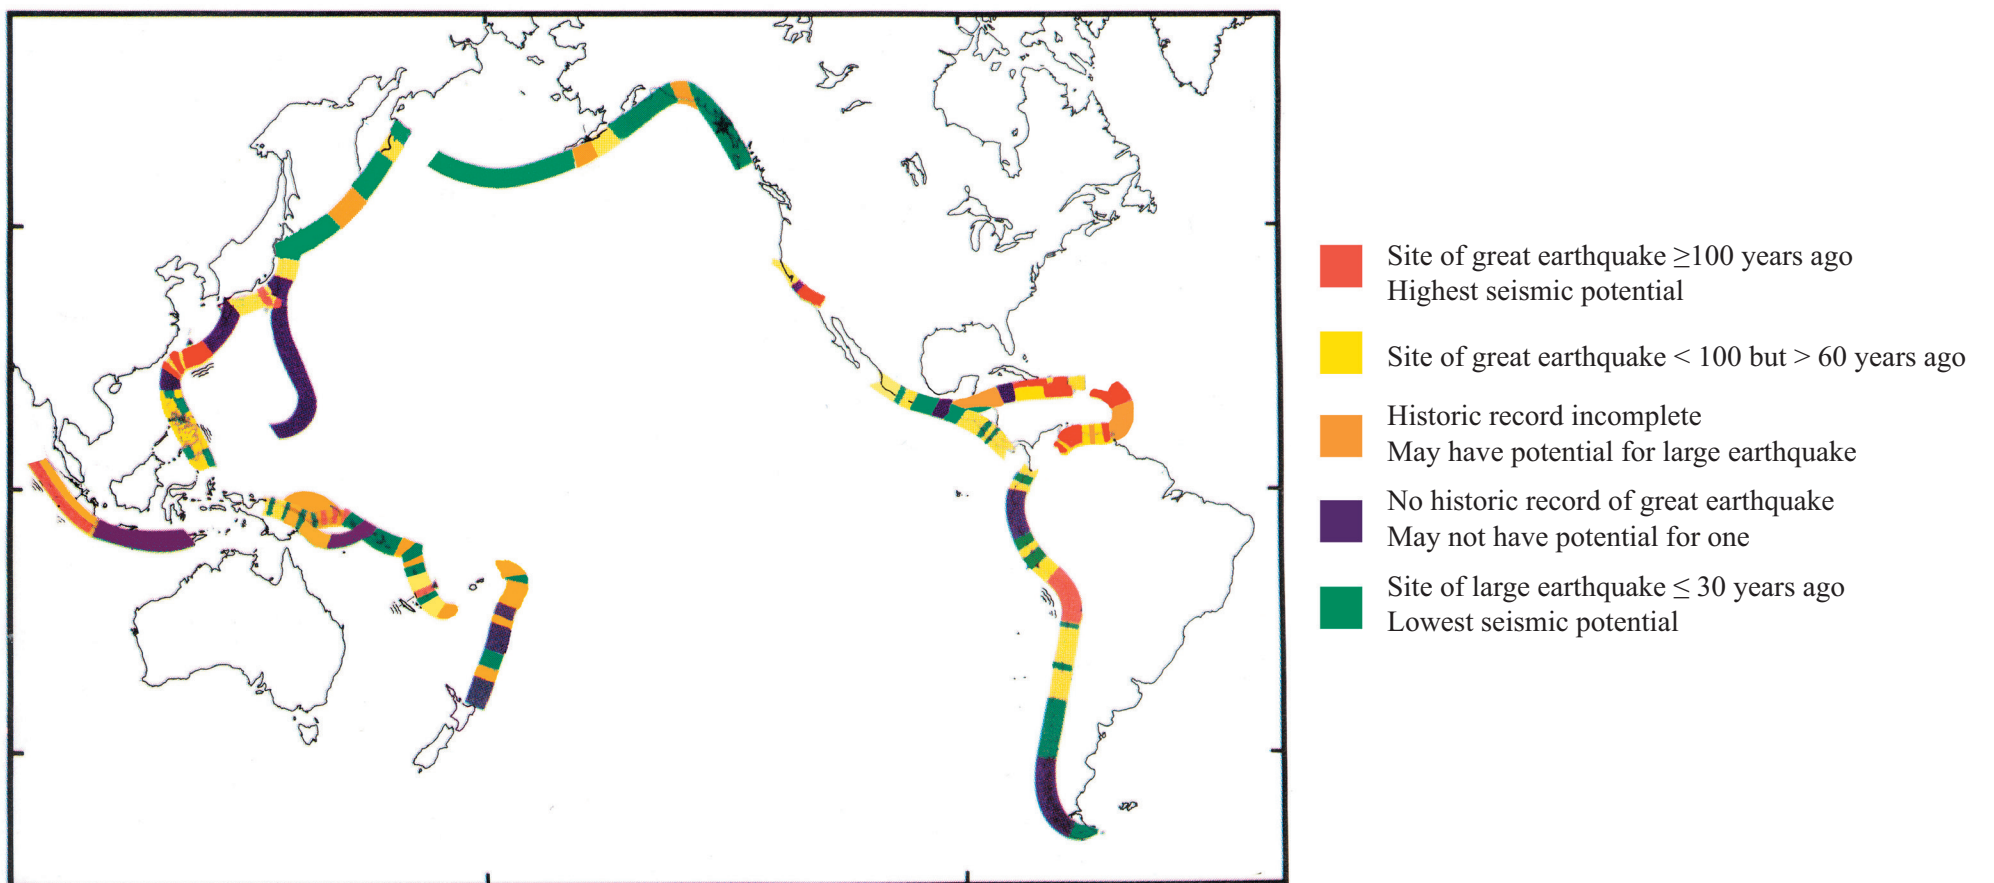 Site of great earthquake ≥100 years ago
Highest seismic potential
Site of great earthquake < 100 but > 60 years ago
Historic record incomplete
May have potential for large earthquake
No historic record of great earthquake
May not have potential for one
Site of large earthquake ≤ 30 years ago
Lowest seismic potential